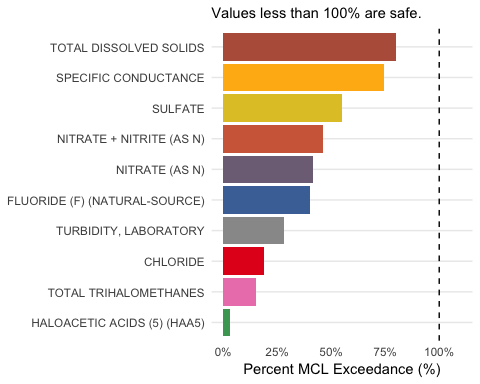 Values less than 100% are safe.
TOTAL DISSOLVED SOLIDS
SPECIFIC CONDUCTANCE
SULFATE
NITRATE + NITRITE (AS N)
NITRATE (AS N)
FLUORIDE (F) (NATURAL-SOURCE)
TURBIDITY, LABORATORY
CHLORIDE
TOTAL TRIHALOMETHANES
HALOACETIC ACIDS (5) (HAA5)
0% 25% 50% 75% 100%
Percent MCL Exceedance (%)